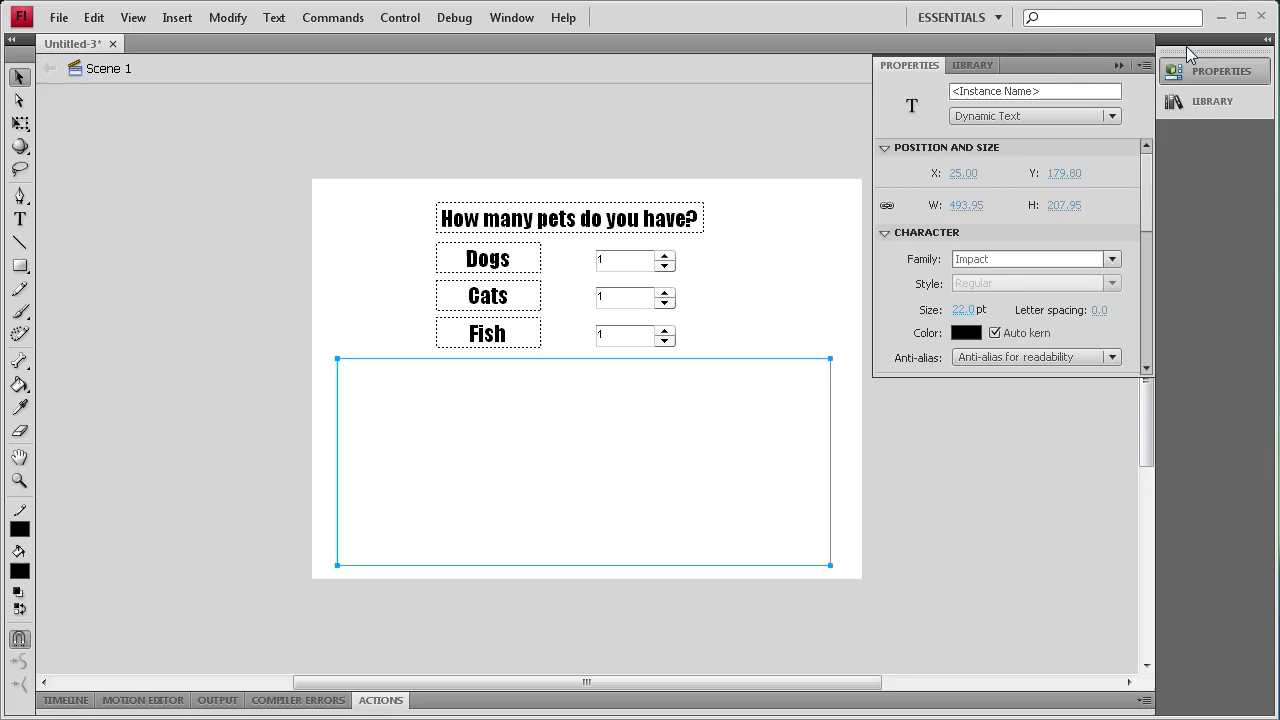 Fl File Edit View Insert Modify Text Commands Control Debug Window Help ESSENTIALS
Untitled-3*
Scene 1
PROPERTIES LIBRARY
<Instance Name>
T
Dynamic Text
POSITION AND SIZE
X: 25.00 Y: 179.80
W: 493.95 H: 207.95
CHARACTER
Family: Impact
Style: Regular
Size: 22.0 pt Letter spacing: 0.0
Color: Auto kern
Anti-alias: Anti-alias for readability
PROPERTIES
LIBRARY
How many pets do you have?
Dogs 1
Cats 1
Fish 1
TIMELINE MOTION EDITOR OUTPUT COMPILER ERRORS ACTIONS